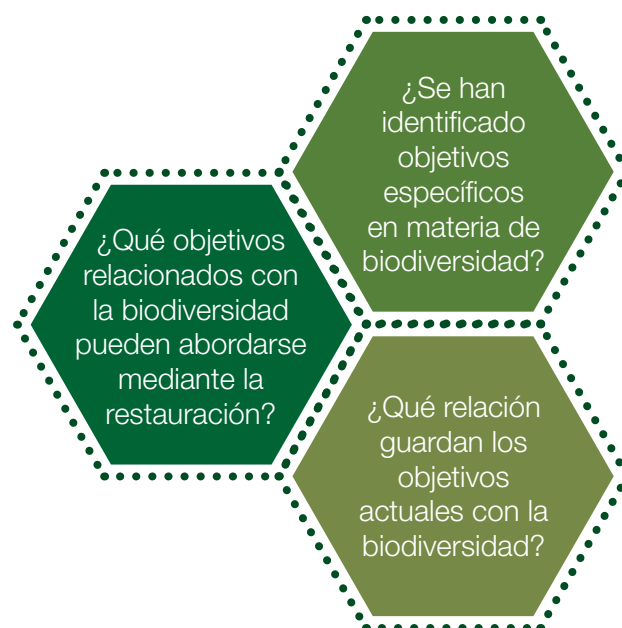 ¿Qué objetivos
relacionados con
la biodiversidad
pueden abordarse
mediante la
restauración?
¿Se han
identificado
objetivos
específicos
en materia de
biodiversidad?
¿Qué relación
guardan los
objetivos
actuales con la
biodiversidad?